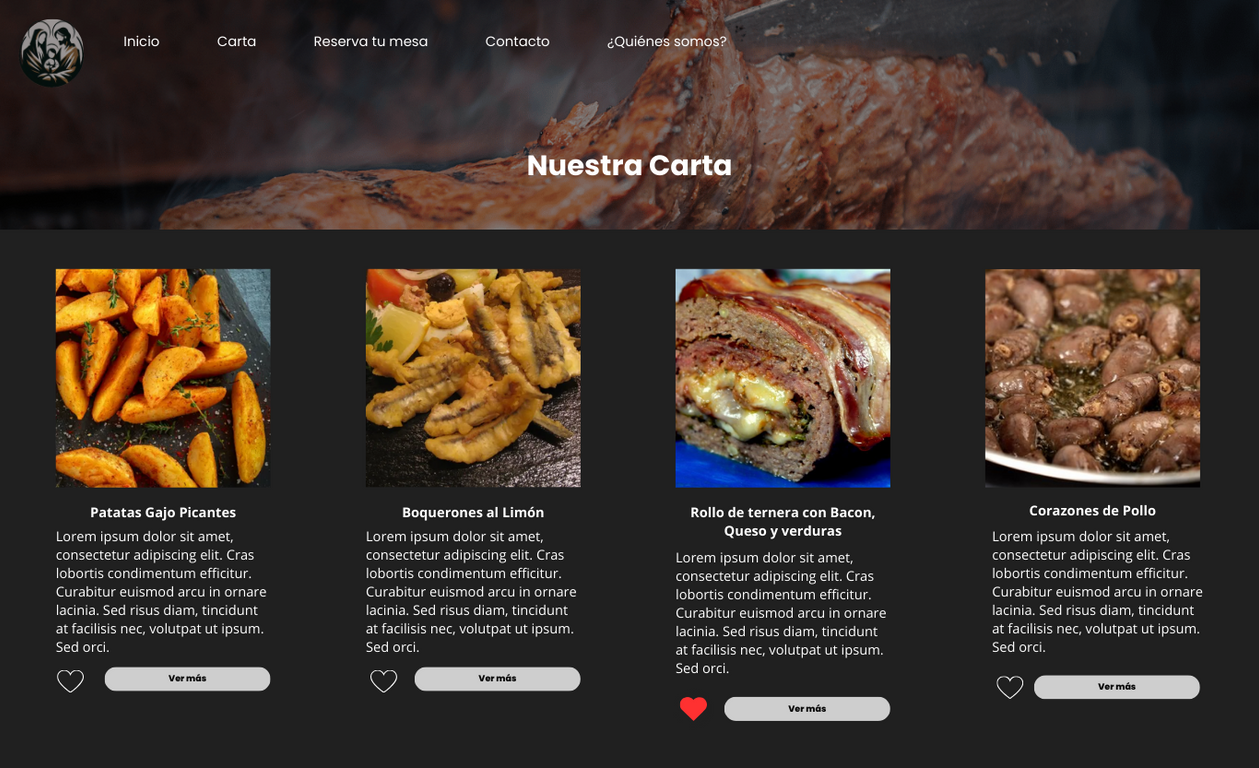 Inicio
Carta
Reserva tu mesa
Contacto
¿Quiénes somos?
Nuestra Carta
Patatas Gajo Picantes
Lorem ipsum dolor sit amet,
consectetur adipiscing elit. Cras
lobortis condimentum efficitur.
Curabitur euismod arcu in ornare
lacinia. Sed risus diam, tincidunt
at facilisis nec, volutpat ut ipsum.
Sed orci.
Ver más
Boquerones al Limón
Lorem ipsum dolor sit amet,
consectetur adipiscing elit. Cras
lobortis condimentum efficitur.
Curabitur euismod arcu in ornare
lacinia. Sed risus diam, tincidunt
at facilisis nec, volutpat ut ipsum.
Sed orci.
Ver más
Rollo de ternera con Bacon,
Queso y verduras
Lorem ipsum dolor sit amet,
consectetur adipiscing elit. Cras
lobortis condimentum efficitur.
Curabitur euismod arcu in ornare
lacinia. Sed risus diam, tincidunt
at facilisis nec, volutpat ut ipsum.
Sed orci.
Ver más
Corazones de Pollo
Lorem ipsum dolor sit amet,
consectetur adipiscing elit. Cras
lobortis condimentum efficitur.
Curabitur euismod arcu in ornare
lacinia. Sed risus diam, tincidunt
at facilisis nec, volutpat ut ipsum.
Sed orci.
Ver más